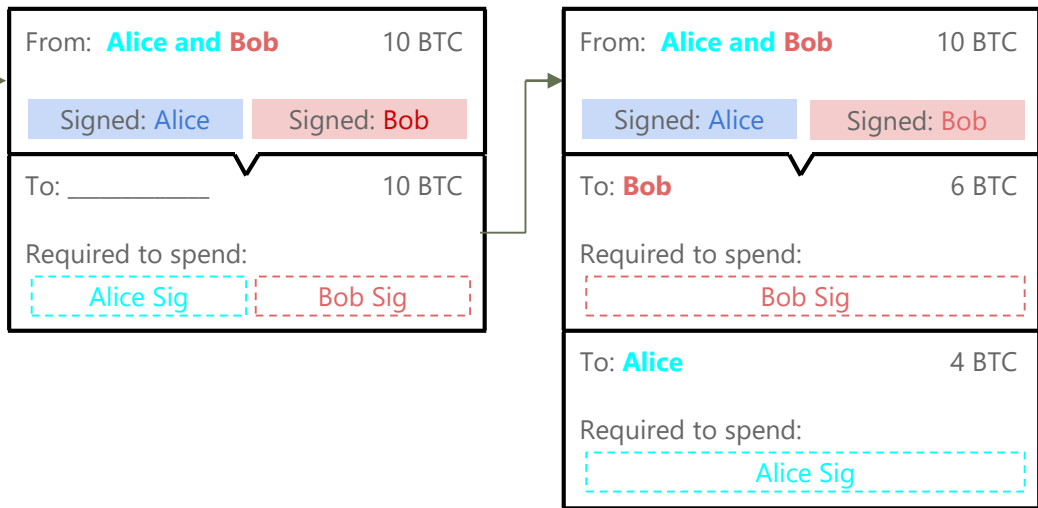 From: Alice and Bob 10 BTC
Signed: Alice Signed: Bob
To: ____________ 10 BTC
Required to spend:
Alice Sig Bob Sig
From: Alice and Bob 10 BTC
Signed: Alice Signed: Bob
To: Bob 6 BTC
Required to spend:
Bob Sig
To: Alice 4 BTC
Required to spend:
Alice Sig